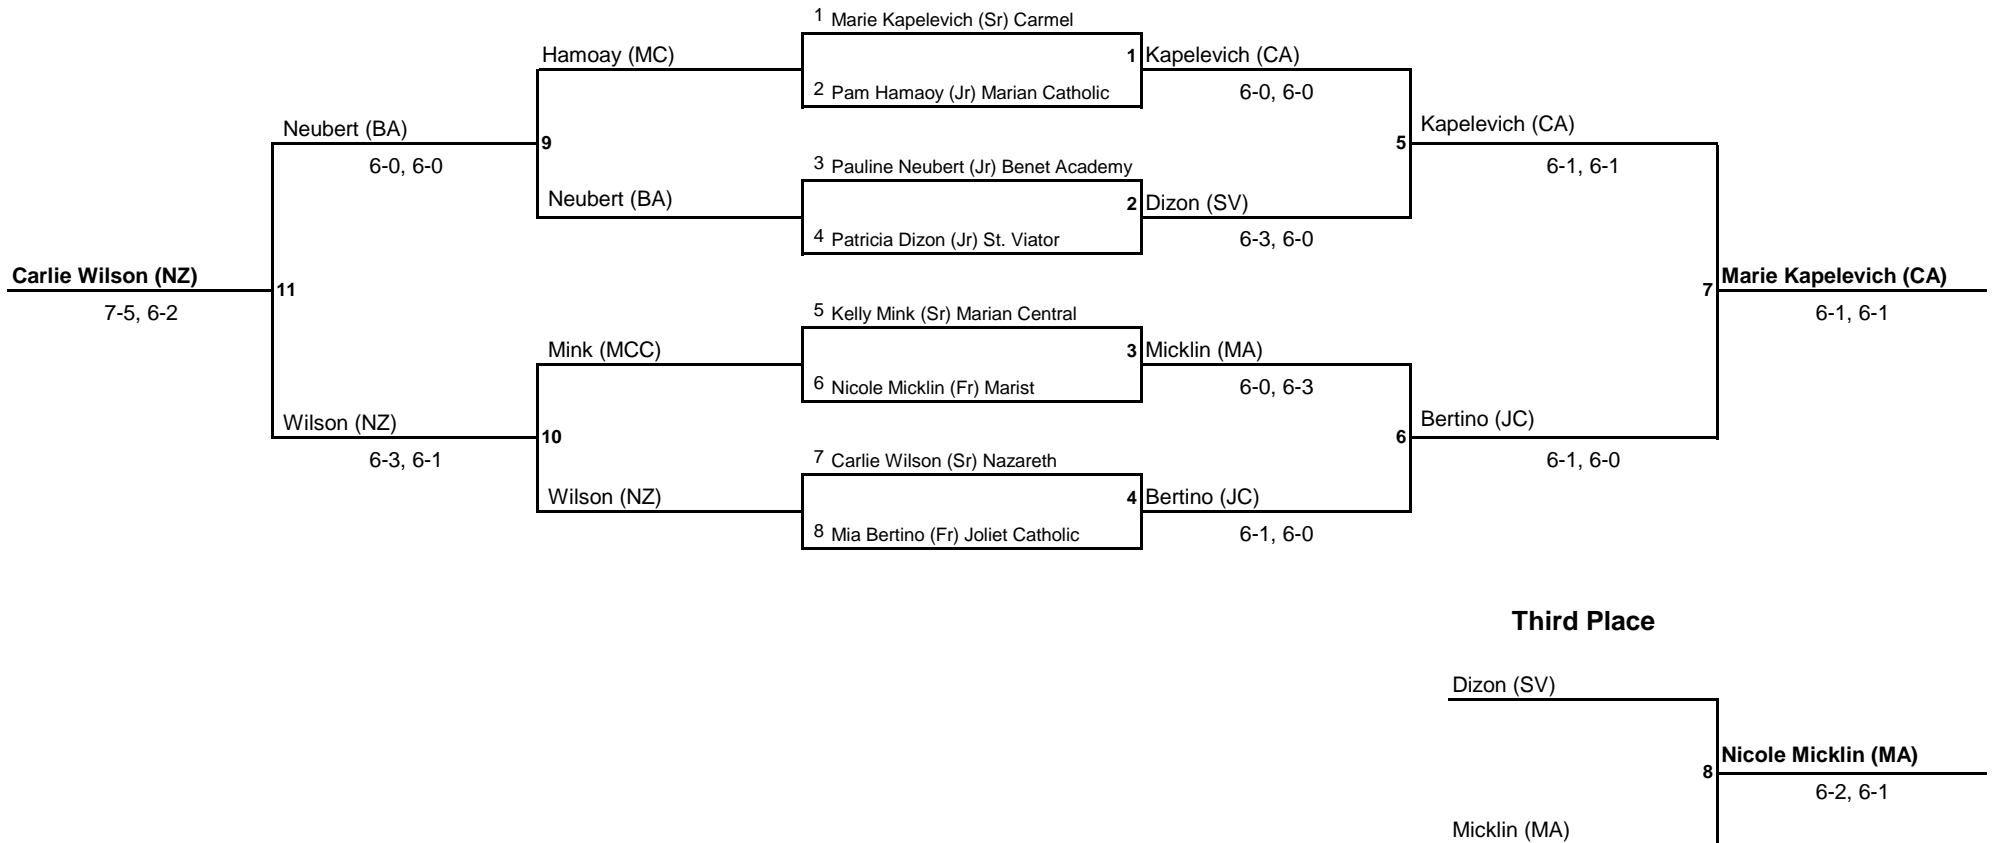 1 Marie Kapelevich (Sr) Carmel
Hamoay (MC)
1 Kapelevich (CA)
2 Pam Hamaoy (Jr) Marian Catholic
6-0, 6-0
Neubert (BA)
Kapelevich (CA)
9
5
6-0, 6-0
3 Pauline Neubert (Jr) Benet Academy
6-1, 6-1
Neubert (BA)
2 Dizon (SV)
4 Patricia Dizon (Jr) St. Viator
6-3, 6-0
Carlie Wilson (NZ)
11
7 Marie Kapelevich (CA)
7-5, 6-2
5 Kelly Mink (Sr) Marian Central
6-1, 6-1
Mink (MCC)
3 Micklin (MA)
6 Nicole Micklin (Fr) Marist
6-0, 6-3
Wilson (NZ)
Bertino (JC)
10
6
6-3, 6-1
7 Carlie Wilson (Sr) Nazareth
6-1, 6-0
Wilson (NZ)
4 Bertino (JC)
8 Mia Bertino (Fr) Joliet Catholic
6-1, 6-0
Third Place
Dizon (SV)
Nicole Micklin (MA)
8
6-2, 6-1
Micklin (MA)